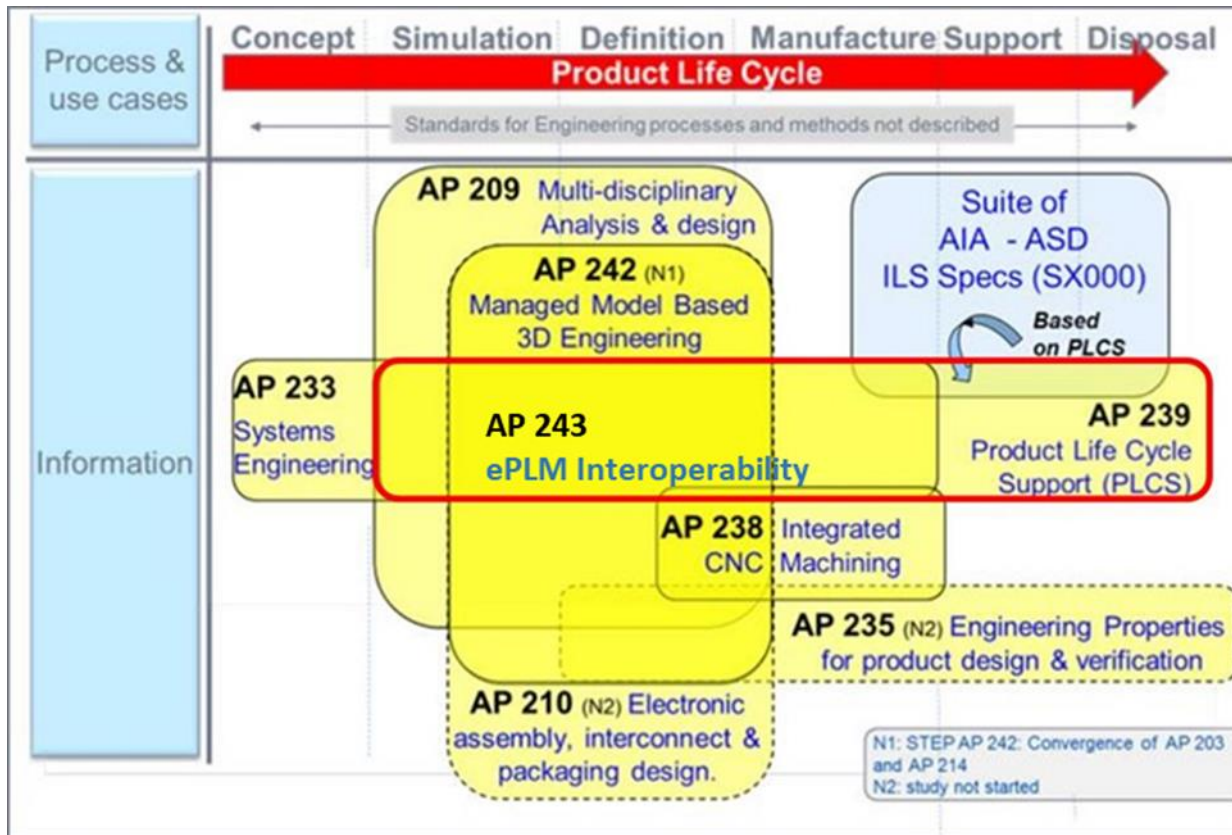 Process &
use cases
Concept Simulation Definition Manufacture Support Disposal
Product Life Cycle
Standards for Engineering processes and methods not described
Information
AP 209 Multi-disciplinary
Analysis & design
AP 242 (N1)
Managed Model Based
3D Engineering
Suite of
AIA - ASD
ILS Specs (SX000)
Based
on PLCS
AP 233
Systems
Engineering
AP 243
ePLM Interoperability
AP 239
Product Life Cycle
Support (PLCS)
AP 238 Integrated
CNC Machining
AP 235 (N2) Engineering Properties
for product design & verification
AP 210 (N2) Electronic
assembly, interconnect &
packaging design.
N1: STEP AP 242: Convergence of AP 203
and AP 214
N2: study not started